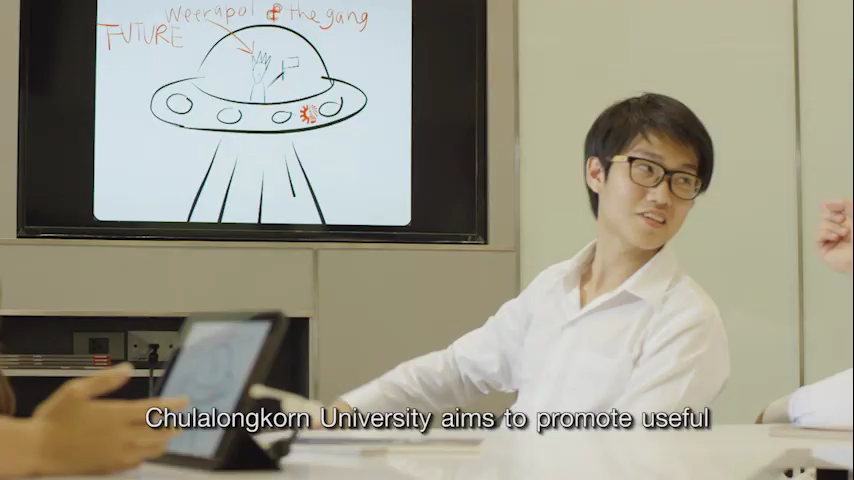 Weerapol & the gang
FUTURE
Chulalongkorn University aims to promote useful